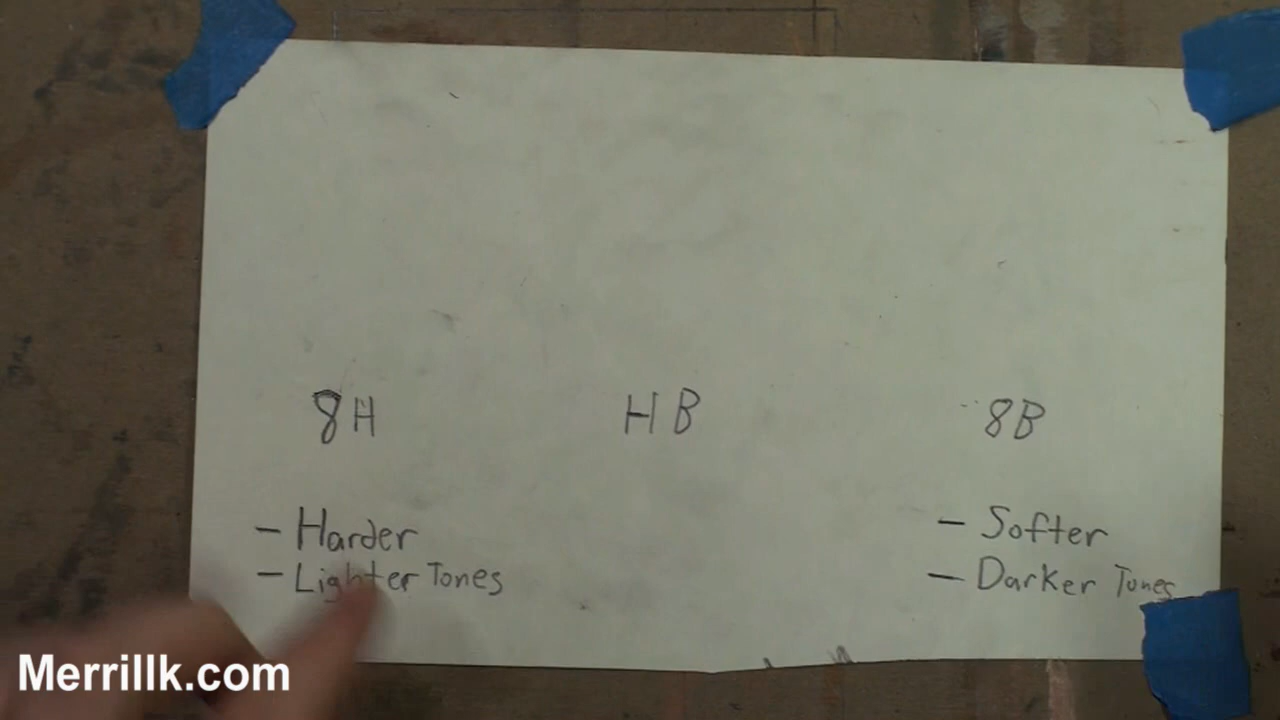 8H HB 8B
- Harder
- Lighter Tones
- Softer
- Darker Tones
Merrillk.com